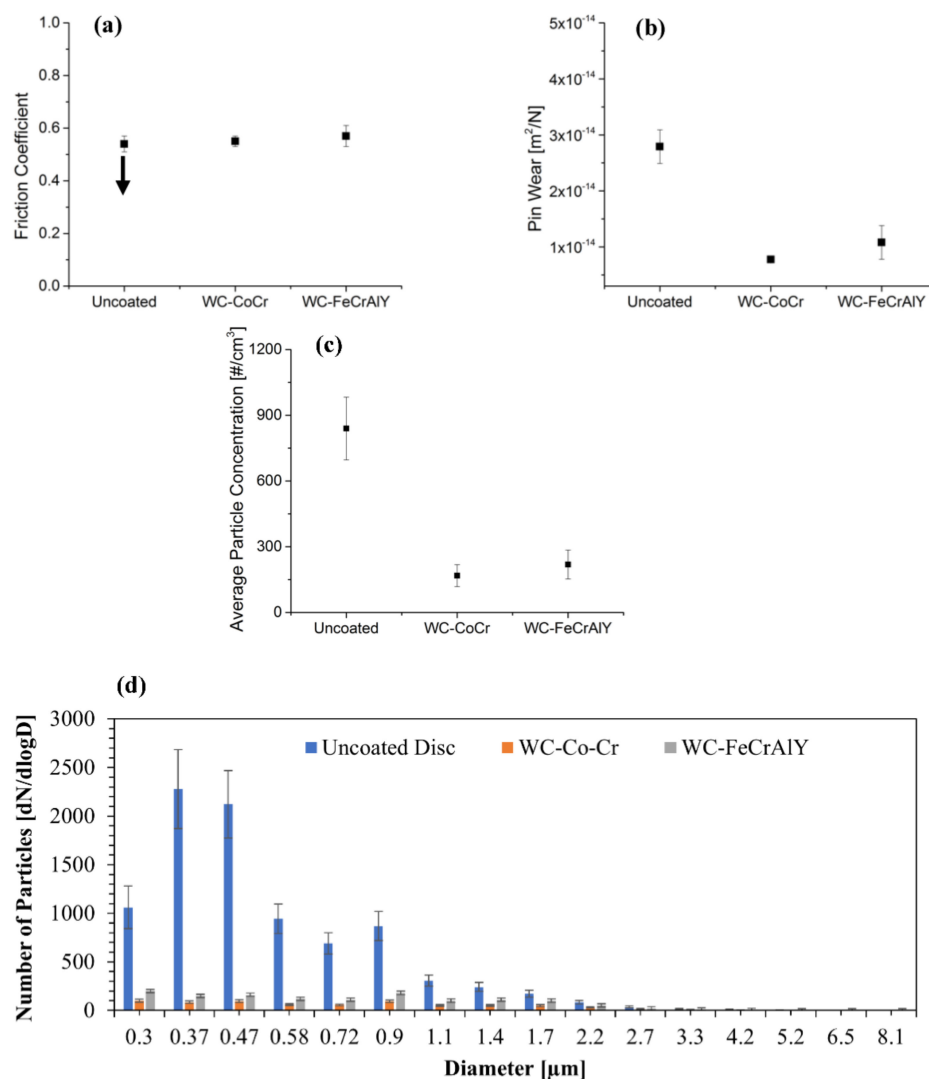 (a)
Friction Coefficient
1.0
0.8
0.6
0.4
0.2
0.0
Uncoated WC-CoCr WC-FeCrAlY
(b)
Pin Wear [m²/N]
5x10⁻¹⁴
4x10⁻¹⁴
3x10⁻¹⁴
2x10⁻¹⁴
1x10⁻¹⁴
Uncoated WC-CoCr WC-FeCrAlY
(c)
Average Particle Concentration [#/cm³]
1200
900
600
300
0
Uncoated WC-CoCr WC-FeCrAlY
(d)
Number of Particles [dN/dlogD]
3000
2500
2000
1500
1000
500
0
Uncoated Disc WC-Co-Cr WC-FeCrAlY
0.3 0.37 0.47 0.58 0.72 0.9 1.1 1.4 1.7 2.2 2.7 3.3 4.2 5.2 6.5 8.1
Diameter [µm]